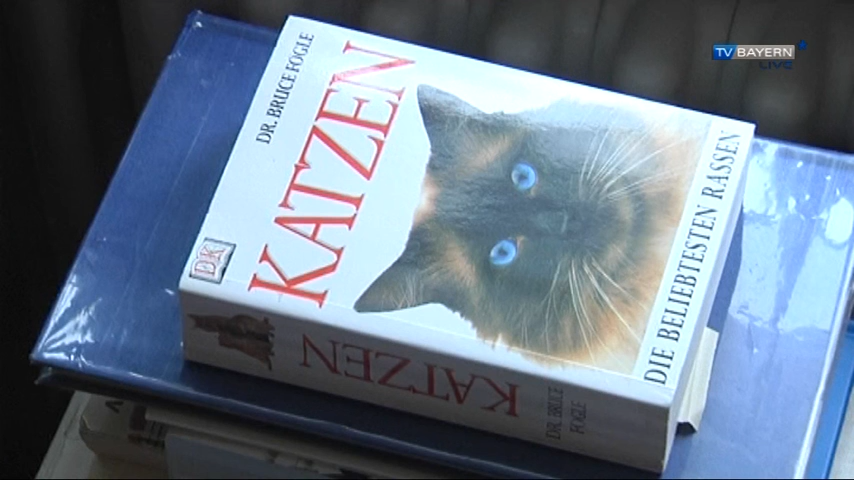 TV BAYERN
LIVE
DR. BRUCE FOGLE
KATZEN
DK
DIE BELIEBTESTEN RASSEN
KATZEN
DR. BRUCE
FOGLE